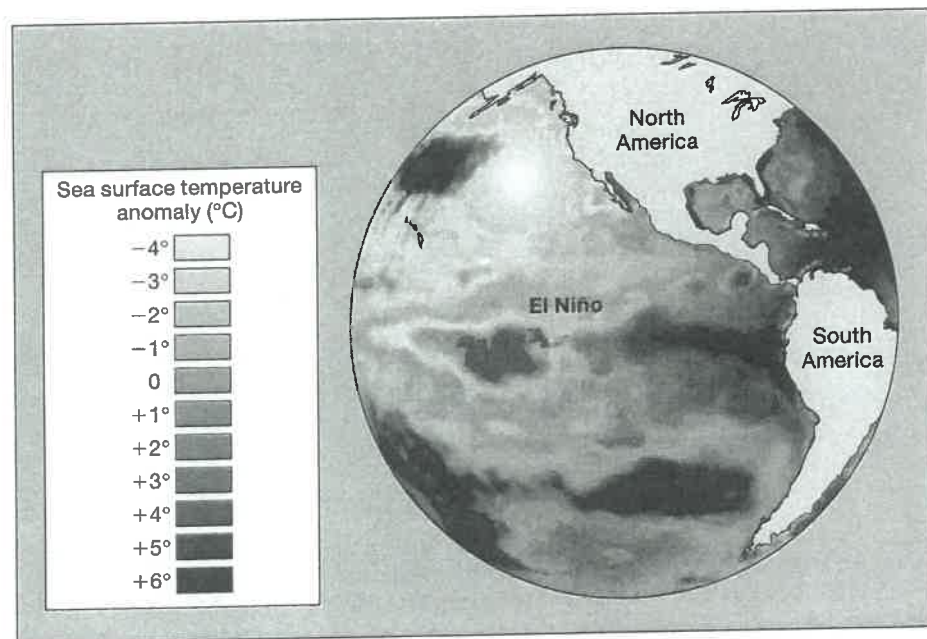 Sea surface temperature
anomaly (°C)
−4°
−3°
−2°
−1°
0
+1°
+2°
+3°
+4°
+5°
+6°
North
America
El Niño
South
America